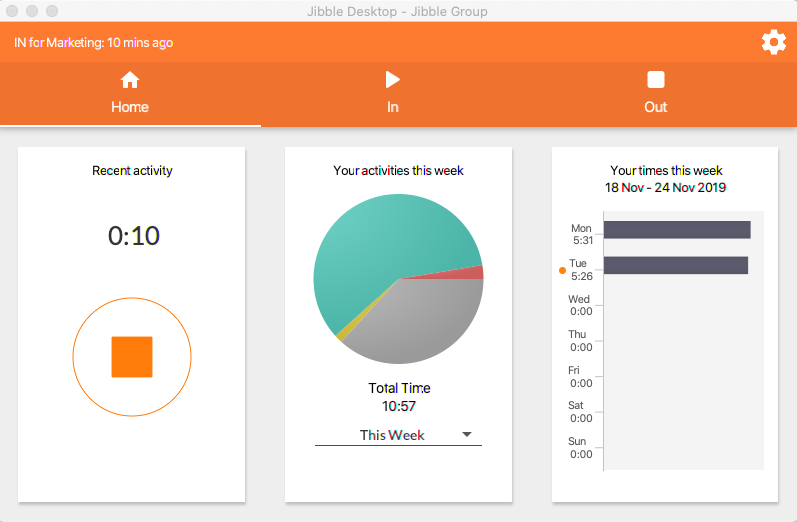 Jibble Desktop - Jibble Group
IN for Marketing: 10 mins ago
Home
In
Out
Recent activity
0:10
Your activities this week
Total Time
10:57
This Week
Your times this week
18 Nov - 24 Nov 2019
Mon
5:31
Tue
5:26
Wed
0:00
Thu
0:00
Fri
0:00
Sat
0:00
Sun
0:00